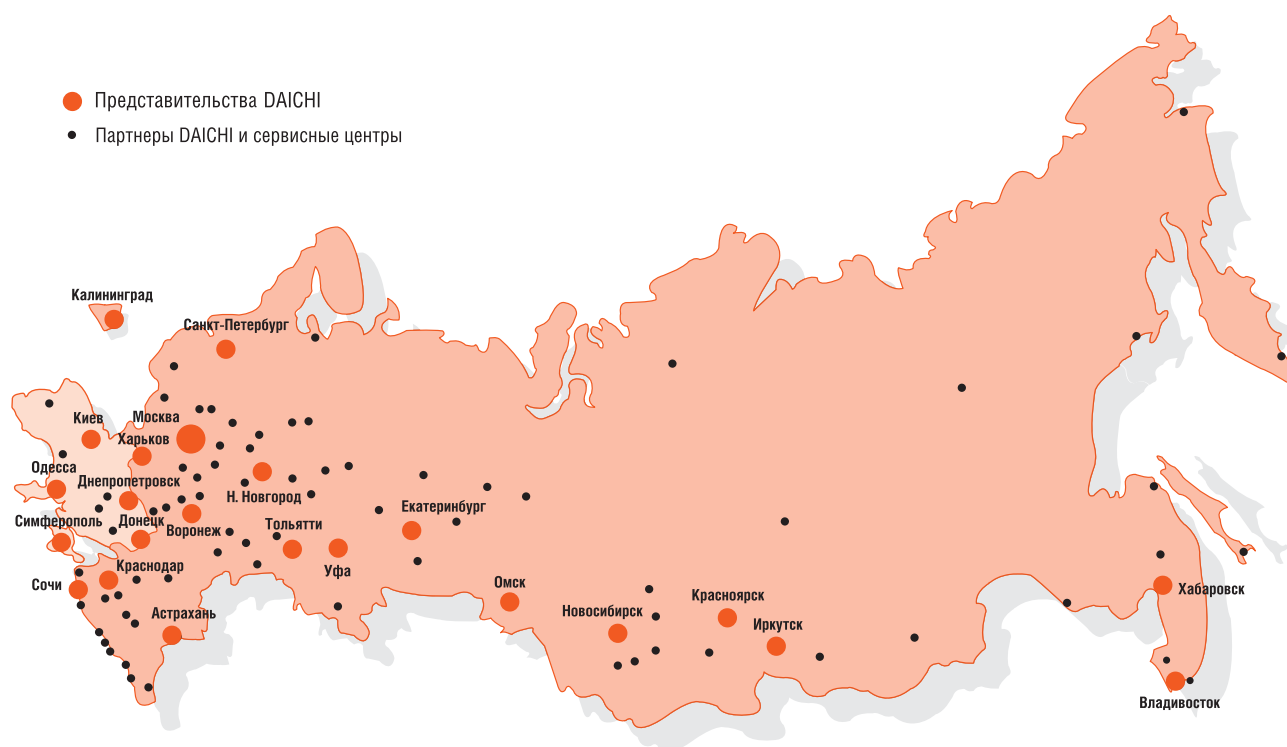 Представительства DAICHI
Партнеры DAICHI и сервисные центры
Калининград
Санкт-Петербург
Киев
Москва
Харьков
Одесса
Днепропетровск
Н. Новгород
Екатеринбург
Симферополь
Донецк
Воронеж
Тольятти
Уфа
Краснодар
Сочи
Астрахань
Омск
Новосибирск
Красноярск
Иркутск
Хабаровск
Владивосток